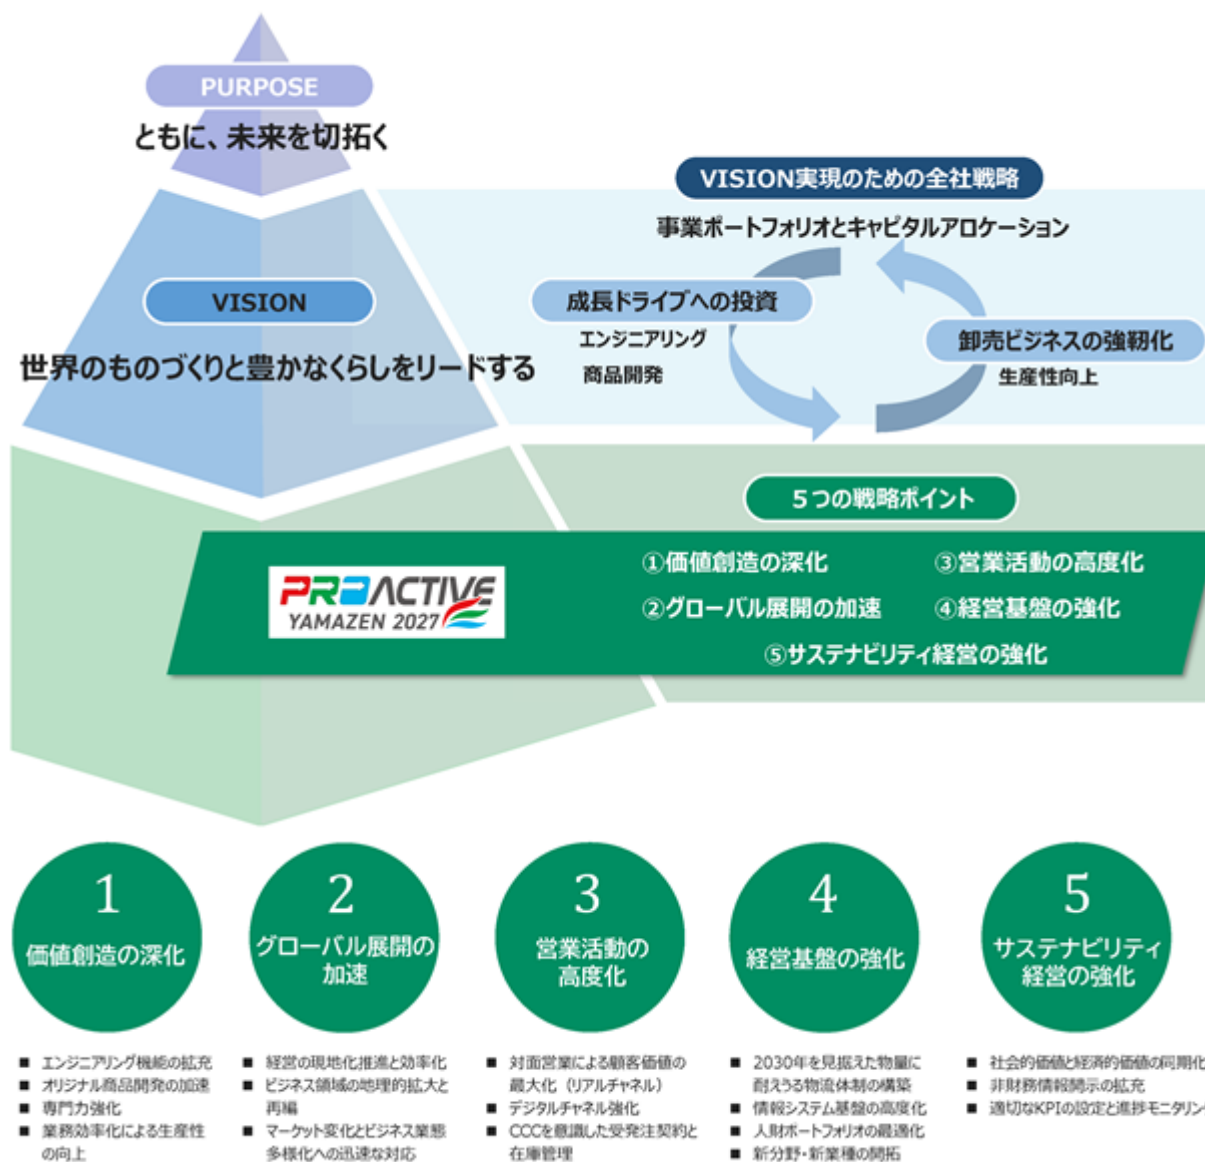 PURPOSE
ともに、未来を切拓く
VISION実現のための全社戦略
事業ポートフォリオとキャピタルアロケーション
成長ドライブへの投資
エンジニアリング
商品開発
卸売ビジネスの強靭化
生産性向上
VISION
世界のものづくりと豊かなくらしをリードする
5つの戦略ポイント
PROACTIVE
YAMAZEN 2027
①価値創造の深化
②グローバル展開の加速
③営業活動の高度化
④経営基盤の強化
⑤サステナビリティ経営の強化
1
価値創造の深化
■ エンジニアリング機能の拡充
■ オリジナル商品開発の加速
■ 専門力強化
■ 業務効率化による生産性
の向上
2
グローバル展開の
加速
■ 経営の現地化推進と効率化
■ ビジネス領域の地理的拡大と
再編
■ マーケット変化とビジネス業態
多様化への迅速な対応
3
営業活動の
高度化
■ 対面営業による顧客価値の
最大化（リアルチャネル）
■ デジタルチャネル強化
■ CCCを意識した受発注契約と
在庫管理
4
経営基盤の強化
■ 2030年を見据えた物量に
耐えうる物流体制の構築
■ 情報システム基盤の高度化
■ 人財ポートフォリオの最適化
■ 新分野・新業種の開拓
5
サステナビリティ
経営の強化
■ 社会的価値と経済的価値の同期化
■ 非財務情報開示の拡充
■ 適切なKPIの設定と進捗モニタリング